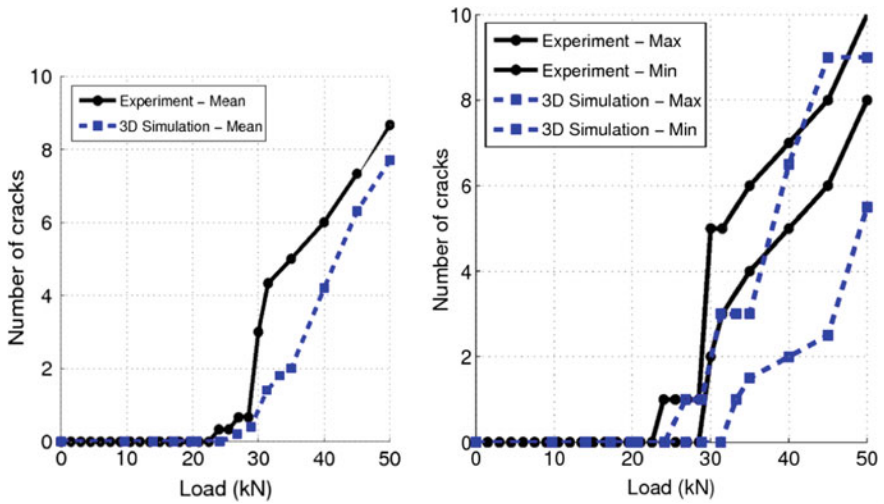 Number of cracks
10
8
6
4
2
0
Experiment – Mean
3D Simulation – Mean
0 10 20 30 40 50
Load (kN)
Number of cracks
10
8
6
4
2
0
Experiment – Max
Experiment – Min
3D Simulation – Max
3D Simulation – Min
0 10 20 30 40 50
Load (kN)